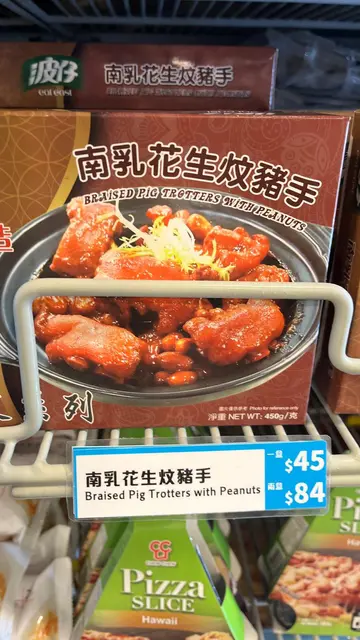 波仔
eat east
南乳花生炆豬手
南乳花生炆豬手
BRAISED PIG TROTTERS WITH PEANUTS
造
圖片僅供參考 Photo for reference only
淨重 NET WT: 450g/克
系列
南乳花生炆豬手
Braised Pig Trotters with Peanuts
一盒 $45
兩盒 $84
Pizza
SLICE
Hawaii